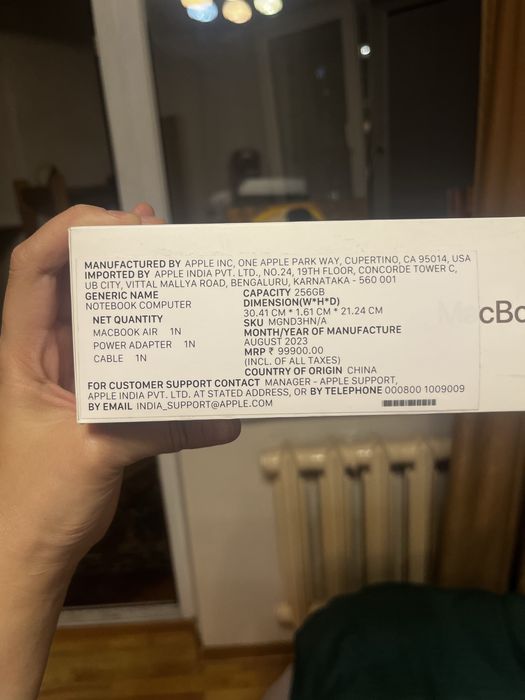 MANUFACTURED BY APPLE INC, ONE APPLE PARK WAY, CUPERTINO, CA 95014, USA
IMPORTED BY APPLE INDIA PVT. LTD., NO.24, 19TH FLOOR, CONCORDE TOWER C,
UB CITY, VITTAL MALLYA ROAD, BENGALURU, KARNATAKA - 560 001
GENERIC NAME
NOTEBOOK COMPUTER
NET QUANTITY
MACBOOK AIR 1N
POWER ADAPTER 1N
CABLE 1N
CAPACITY 256GB
DIMENSION(W*H*D)
30.41 CM * 1.61 CM * 21.24 CM
SKU MGND3HN/A
MONTH/YEAR OF MANUFACTURE
AUGUST 2023
MRP ₹ 99900.00
(INCL. OF ALL TAXES)
COUNTRY OF ORIGIN CHINA
FOR CUSTOMER SUPPORT CONTACT MANAGER - APPLE SUPPORT,
APPLE INDIA PVT. LTD. AT STATED ADDRESS, OR BY TELEPHONE 000800 1009009
BY EMAIL INDIA_SUPPORT@APPLE.COM
MacBo